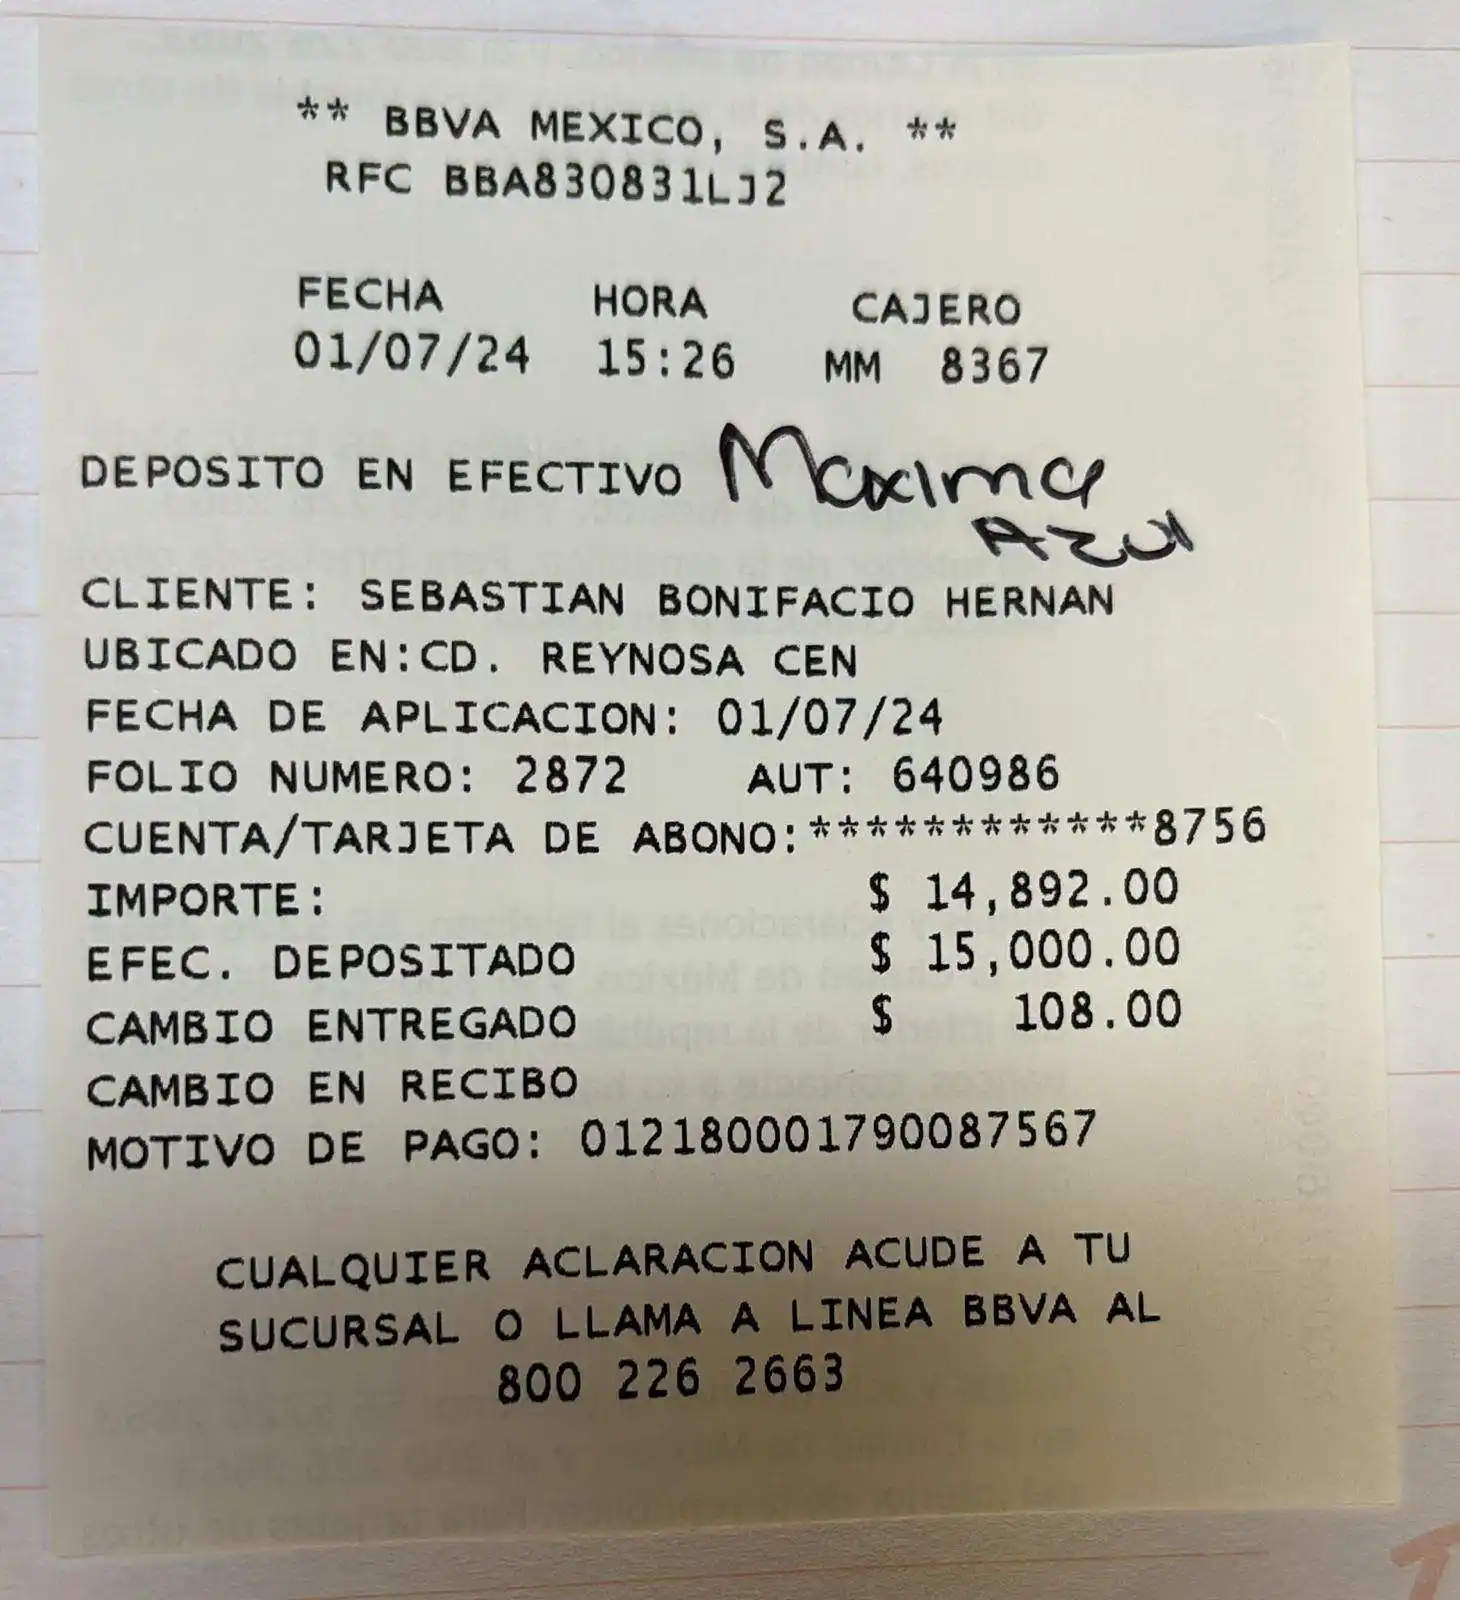 ** BBVA MEXICO, S.A. **
RFC BBA830831LJ2
FECHA HORA CAJERO
01/07/24 15:26 MM 8367
DEPOSITO EN EFECTIVO Maxima
Azul
CLIENTE: SEBASTIAN BONIFACIO HERNAN
UBICADO EN:CD. REYNOSA CEN
FECHA DE APLICACION: 01/07/24
FOLIO NUMERO: 2872 AUT: 640986
CUENTA/TARJETA DE ABONO:************8756
IMPORTE: $ 14,892.00
EFEC. DEPOSITADO $ 15,000.00
CAMBIO ENTREGADO $ 108.00
CAMBIO EN RECIBO
MOTIVO DE PAGO: 012180001790087567
CUALQUIER ACLARACION ACUDE A TU
SUCURSAL O LLAMA A LINEA BBVA AL
800 226 2663